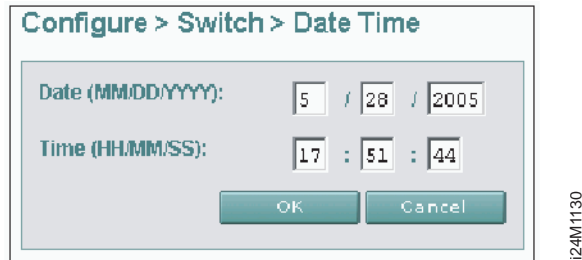 Configure > Switch > Date Time
Date (MM/DD/YYYY): 5 / 28 / 2005
Time (HH/MM/SS): 17 : 51 : 44
OK Cancel
i24M1130